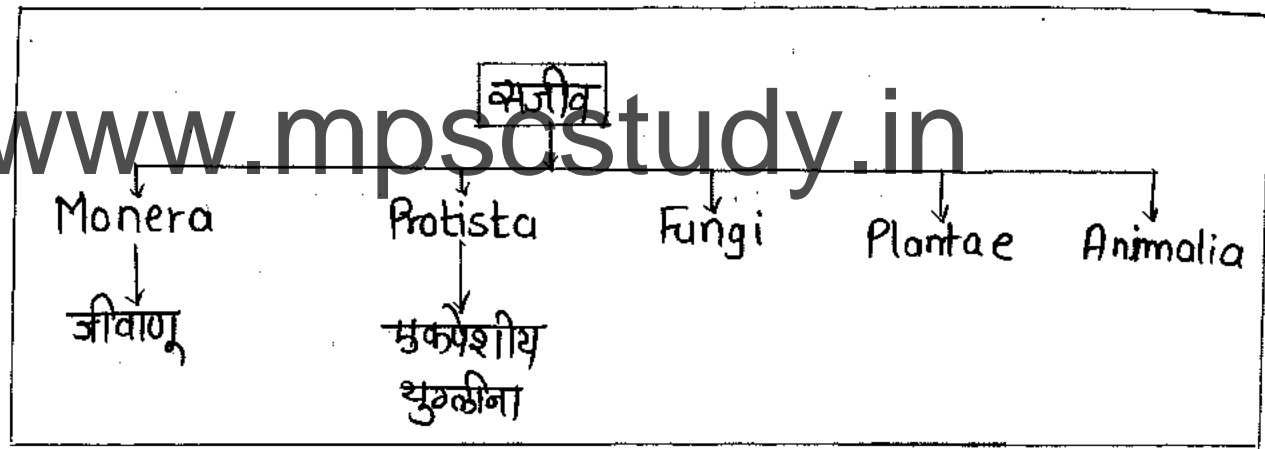 सजीव
www.mpscstudy.in
Monera Protista Fungi Plantae Animalia
जीवाणू
एकपेशीय
युग्लीना